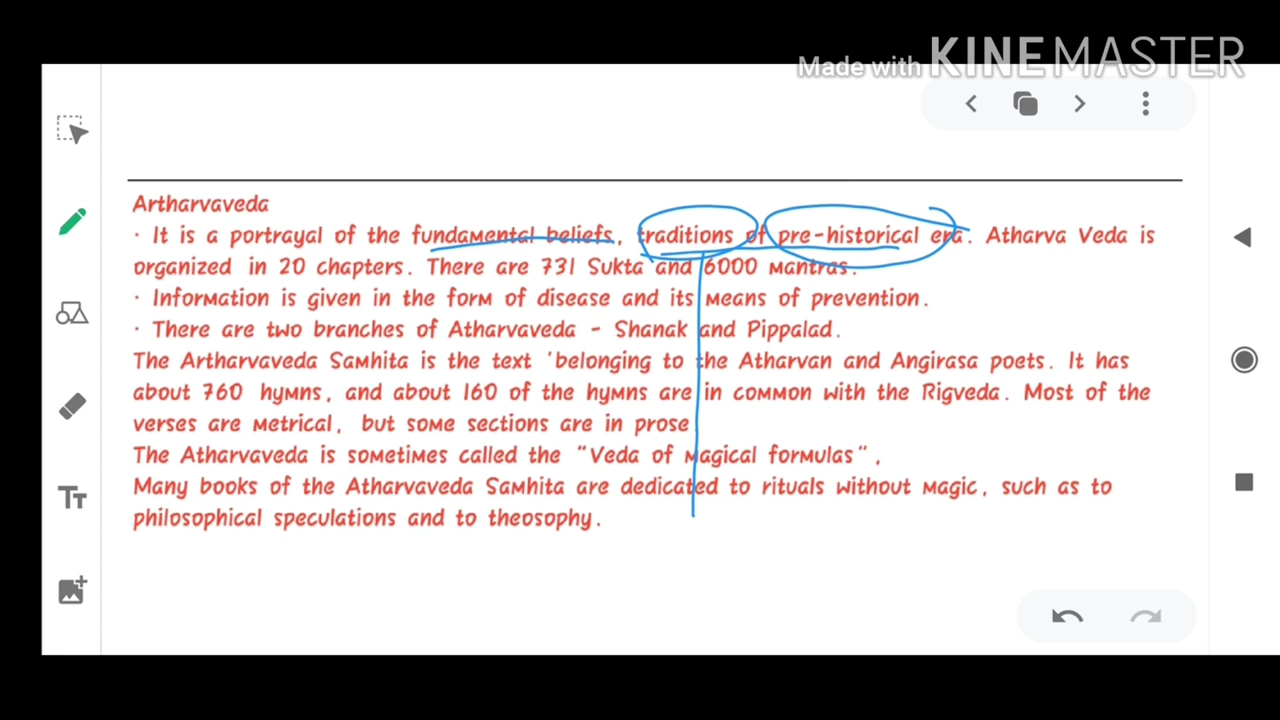 Made with KINEMASTER
Artharvaveda
· It is a portrayal of the fundamental beliefs, traditions of pre-historical era. Atharva Veda is
organized in 20 chapters. There are 731 Sukta and 6000 mantras.
· Information is given in the form of disease and its means of prevention.
· There are two branches of Atharvaveda - Shanak and Pippalad.
The Artharvaveda Samhita is the text 'belonging to the Atharvan and Angirasa poets. It has
about 760 hymns, and about 160 of the hymns are in common with the Rigveda. Most of the
verses are metrical, but some sections are in prose
The Atharvaveda is sometimes called the "Veda of magical formulas",
Many books of the Atharvaveda Samhita are dedicated to rituals without magic, such as to
philosophical speculations and to theosophy.
TT